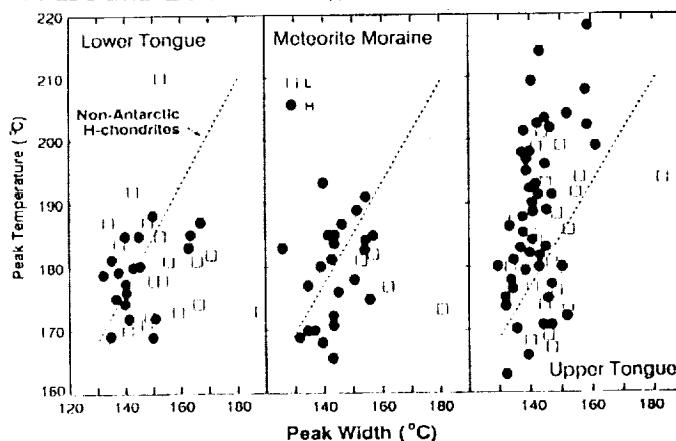 Lower Tongue
Meteorite Moraine
L
H
Non-Antarctic
H-chondrites
Upper Tongue
Peak Temperature (°C)
220
210
200
190
180
170
160
120 140 160 180
140 160 180
140 160 180
Peak Width (°C)